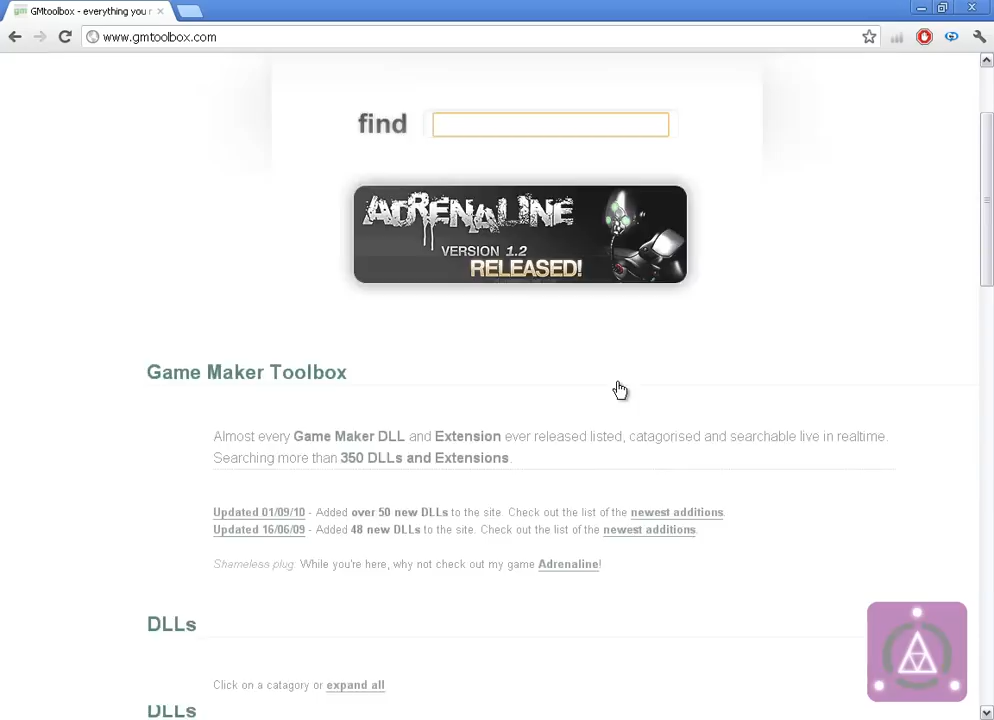 gm GMtoolbox - everything you r
www.gmtoolbox.com
find
ADRENALINE
VERSION 1.2
RELEASED!
Game Maker Toolbox
Almost every Game Maker DLL and Extension ever released listed, catagorised and searchable live in realtime.
Searching more than 350 DLLs and Extensions.
Updated 01/09/10 - Added over 50 new DLLs to the site. Check out the list of the newest additions.
Updated 16/06/09 - Added 48 new DLLs to the site. Check out the list of the newest additions.
Shameless plug: While you're here, why not check out my game Adrenaline!
DLLs
Click on a catagory or expand all
DLLs